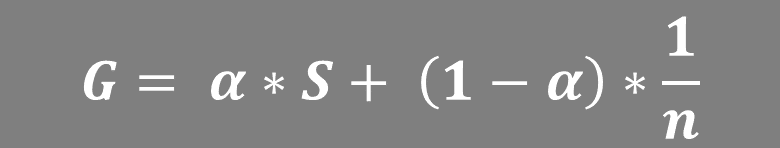 G = α * S + (1 − α) * 1/n